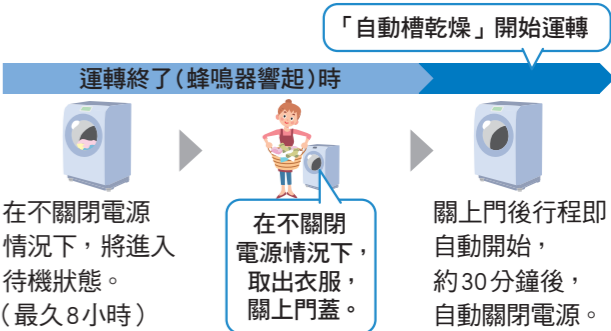 「自動槽乾燥」開始運轉
運轉終了(蜂鳴器響起)時
在不關閉電源
情況下，將進入
待機狀態。
(最久8小時)
在不關閉
電源情況下，
取出衣服，
關上門蓋。
關上門後行程即
自動開始，
約30分鐘後，
自動關閉電源。